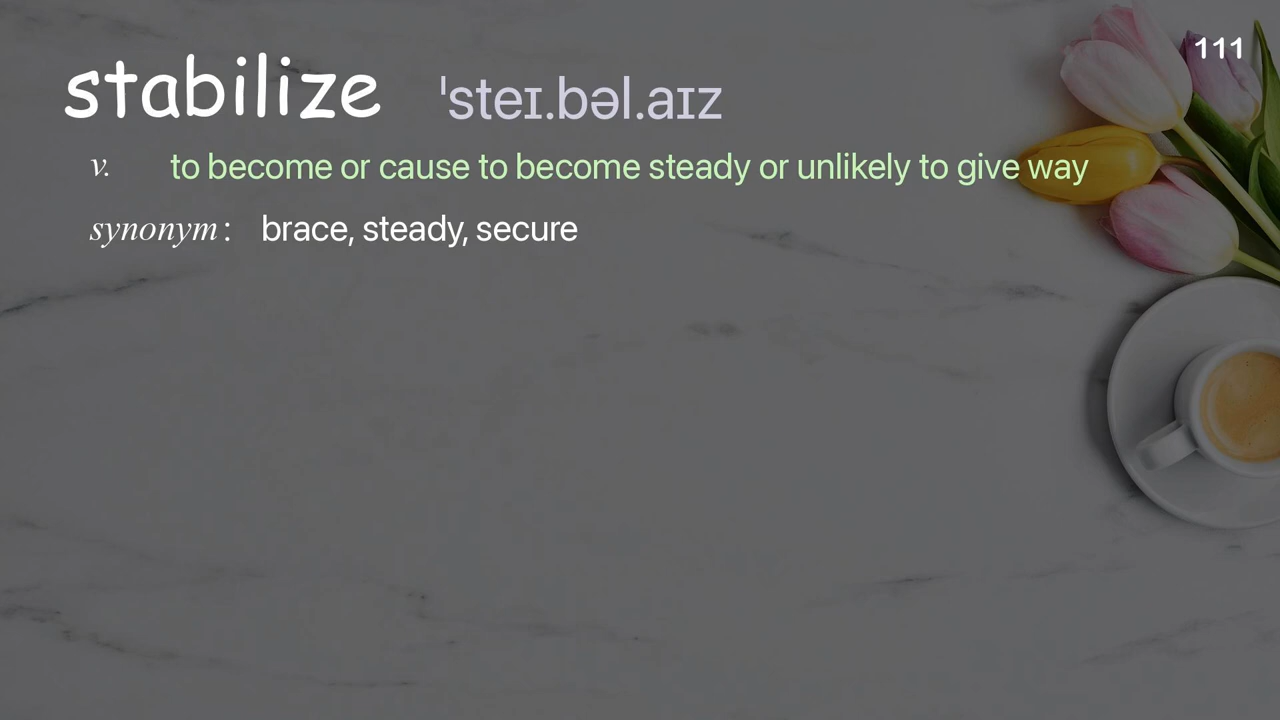 111
stabilize ˈsteɪ.bəl.aɪz
v. to become or cause to become steady or unlikely to give way
synonym : brace, steady, secure